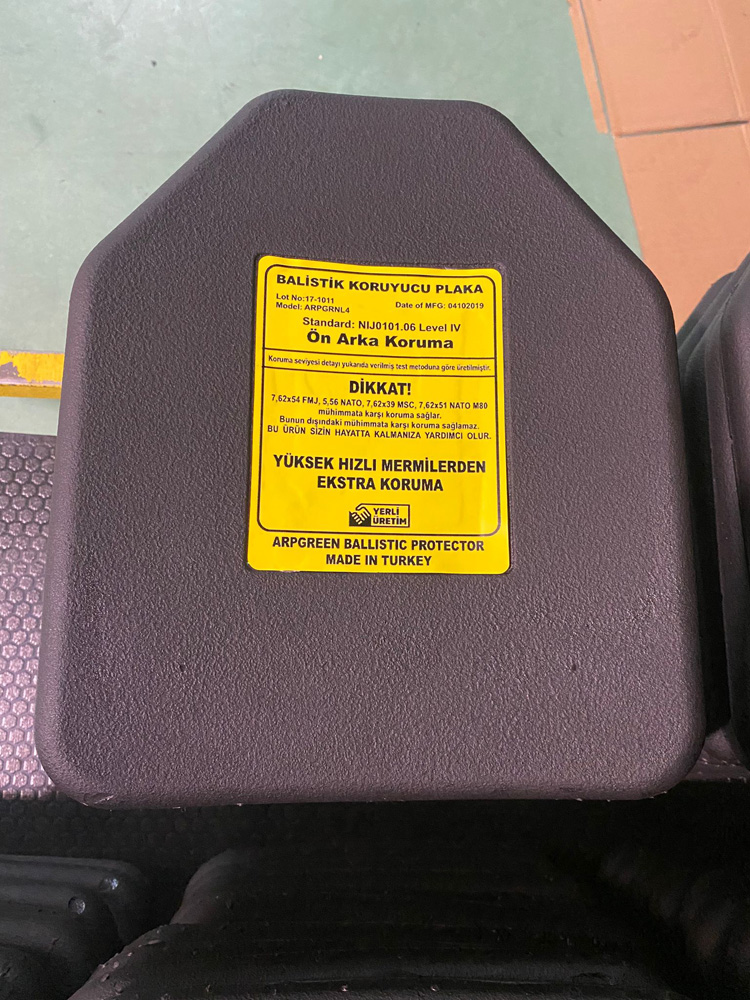 BALİSTİK KORUYUCU PLAKA
Lot No:17-1011
Model: ARPGRNL4
Date of MFG: 04102019
Standard: NIJ0101.06 Level IV
Ön Arka Koruma
Koruma seviyesi detayı yukarıda verilmiş test metoduna göre üretilmiştir.
DİKKAT!
7,62x54 FMJ, 5,56 NATO, 7,62x39 MSC, 7,62x51 NATO M80
mühimmata karşı koruma sağlar.
Bunun dışındaki mühimmata karşı koruma sağlamaz.
BU ÜRÜN SİZİN HAYATTA KALMANIZA YARDIMCI OLUR.
YÜKSEK HIZLI MERMİLERDEN
EKSTRA KORUMA
YERLİ
ÜRETİM
ARPGREEN BALLISTIC PROTECTOR
MADE IN TURKEY